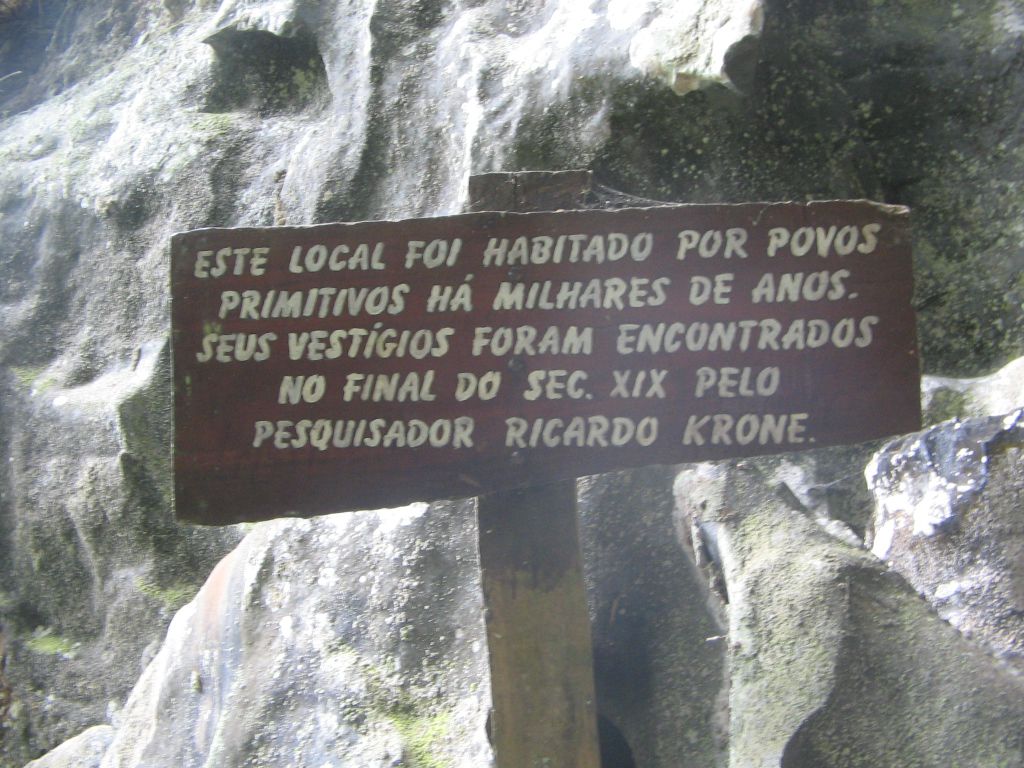 ESTE LOCAL FOI HABITADO POR POVOS
PRIMITIVOS HÁ MILHARES DE ANOS.
SEUS VESTÍGIOS FORAM ENCONTRADOS
NO FINAL DO SEC. XIX PELO
PESQUISADOR RICARDO KRONE.